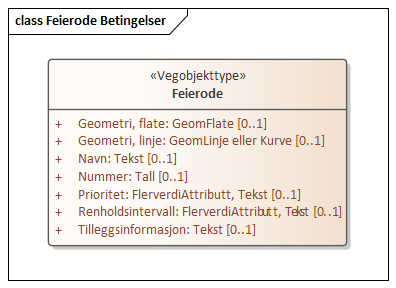 class Feierode Betingelser
«Vegobjekttype»
Feierode
+ Geometri, flate: GeomFlate [0..1]
+ Geometri, linje: GeomLinje eller Kurve [0..1]
+ Navn: Tekst [0..1]
+ Nummer: Tall [0..1]
+ Prioritet: FlerverdiAttributt, Tekst [0..1]
+ Renholdsintervall: FlerverdiAttributt, Tekst [0..1]
+ Tilleggsinformasjon: Tekst [0..1]